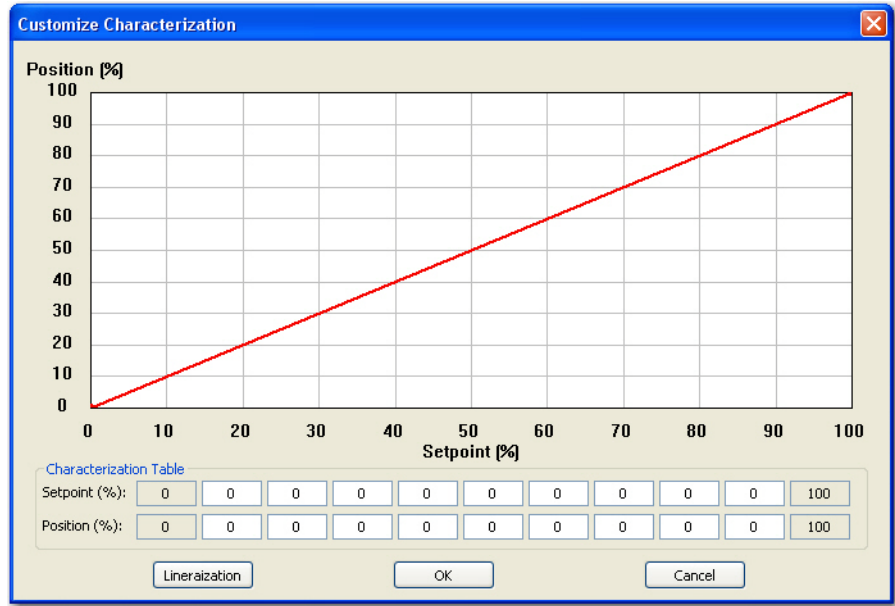 Customize Characterization
Position (%)
100
90
80
70
60
50
40
30
20
10
0
0 10 20 30 40 50 60 70 80 90 100
Setpoint (%)
Characterization Table
Setpoint (%): 0 0 0 0 0 0 0 0 0 0 100
Position (%): 0 0 0 0 0 0 0 0 0 0 100
Lineraization OK Cancel